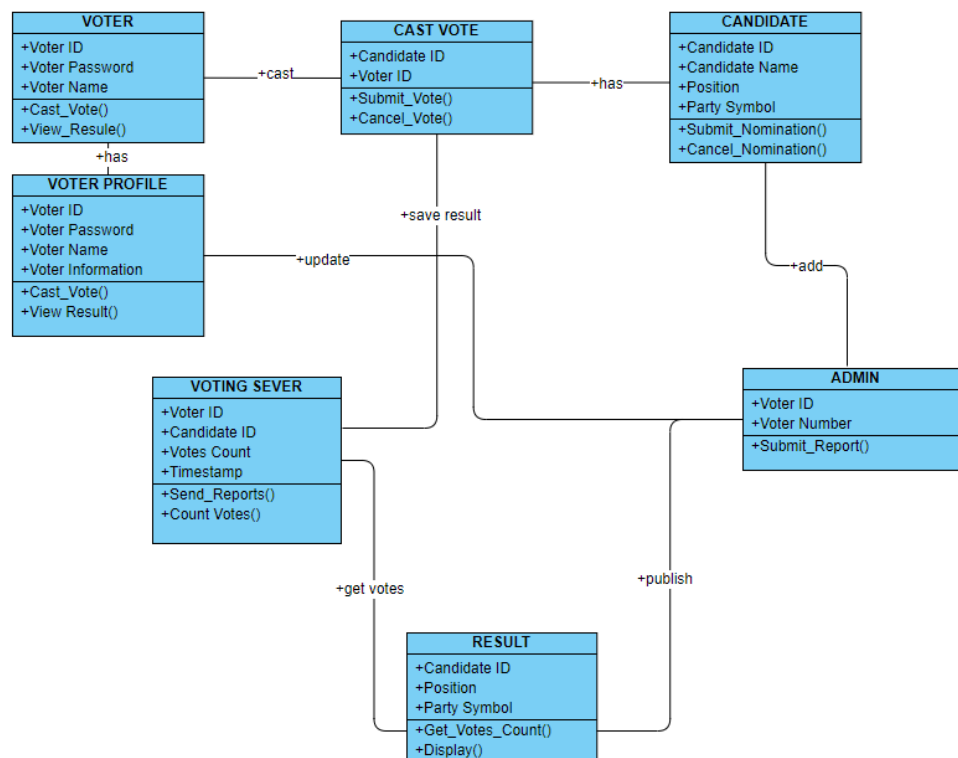 VOTER
+Voter ID
+Voter Password
+Voter Name
+Cast_Vote()
+View_Resule()
+cast
CAST VOTE
+Candidate ID
+Voter ID
+Submit_Vote()
+Cancel_Vote()
+has
CANDIDATE
+Candidate ID
+Candidate Name
+Position
+Party Symbol
+Submit_Nomination()
+Cancel_Nomination()
+has
VOTER PROFILE
+Voter ID
+Voter Password
+Voter Name
+Voter Information
+Cast_Vote()
+View Result()
+save result
+update
+add
VOTING SEVER
+Voter ID
+Candidate ID
+Votes Count
+Timestamp
+Send_Reports()
+Count Votes()
ADMIN
+Voter ID
+Voter Number
+Submit_Report()
+get votes
+publish
RESULT
+Candidate ID
+Position
+Party Symbol
+Get_Votes_Count()
+Display()